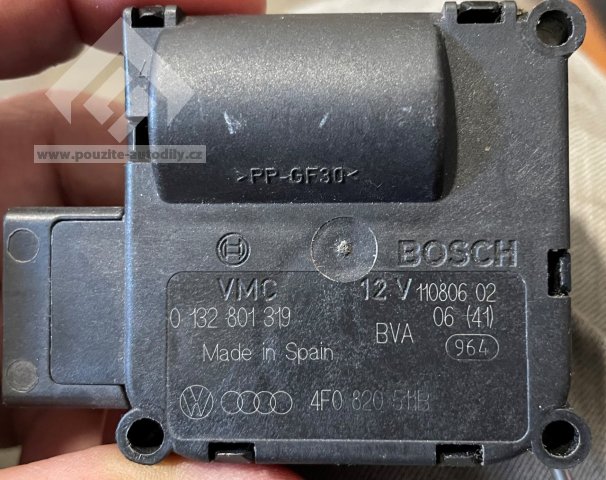 www.pouzite-autodily.cz
>PP-GF30<
BOSCH
VMC 12 V 110806 02
0 132 801 319 06 (41)
BVA
Made in Spain 964
4F0 820 511B